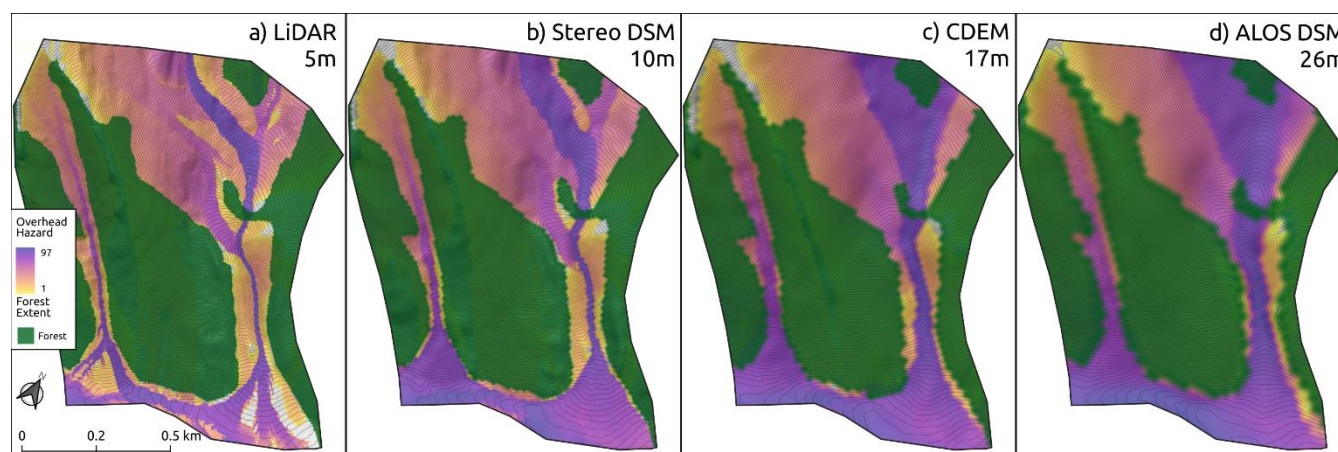 a) LiDAR
5m
b) Stereo DSM
10m
c) CDEM
17m
d) ALOS DSM
26m
Overhead
Hazard
97
1
Forest
Extent
Forest
N
0 0.2 0.5 km